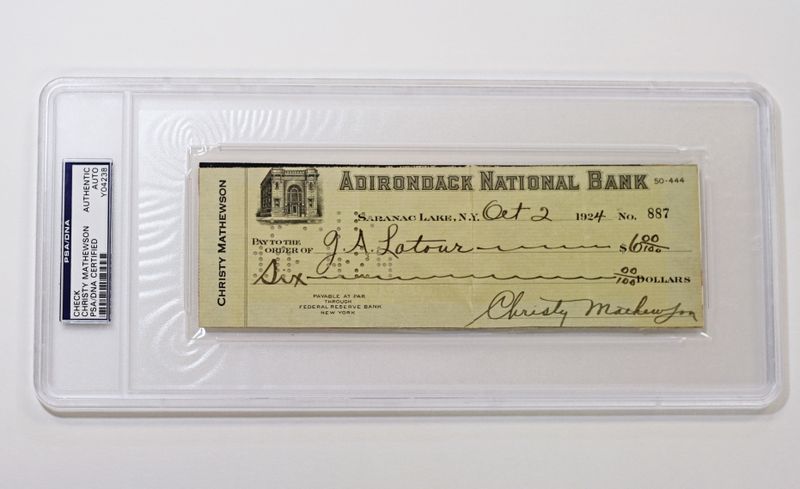 PSA/DNA
CHECK
CHRISTY MATHEWSON
PSA/DNA CERTIFIED
AUTHENTIC
AUTO
Y04238
CHRISTY MATHEWSON
ADIRONDACK NATIONAL BANK 50-444
SARANAC LAKE, N.Y. Oct 2 1924 No. 887
PAY TO THE
ORDER OF G. A. Latour $6 00/100
Six 00/100 DOLLARS
PAYABLE AT PAR
THROUGH
FEDERAL RESERVE BANK
NEW YORK
Christy Mathewson